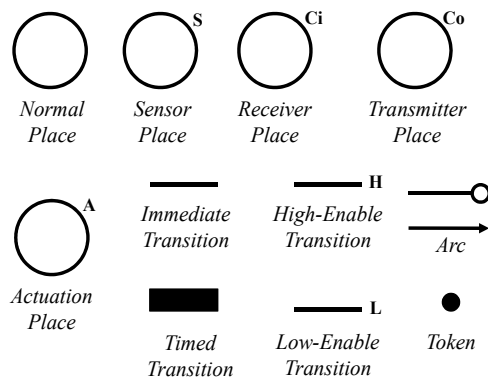 S
Ci
Co
Normal Place
Sensor Place
Receiver Place
Transmitter Place
A
H
Immediate Transition
High-Enable Transition
Arc
Actuation Place
L
Timed Transition
Low-Enable Transition
Token